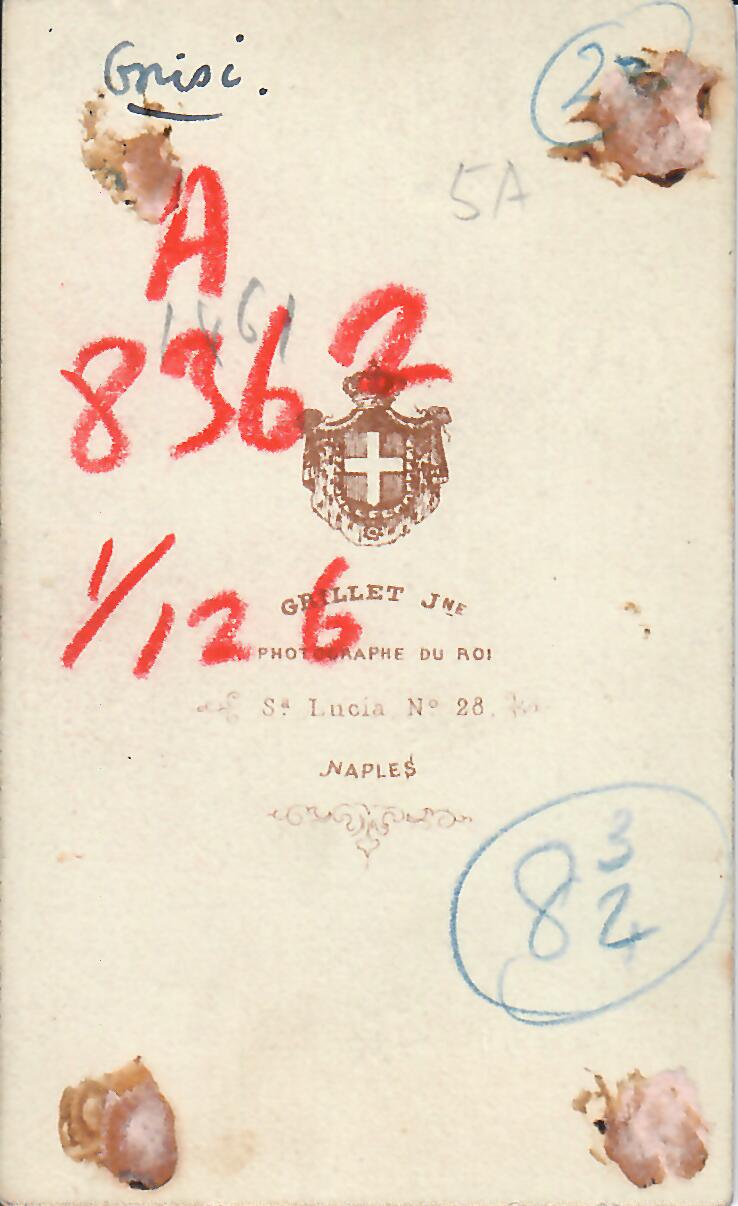 Grisi.
2
5A
A
1461
8362
1/126
GRILLET JNE
PHOTOGRAPHE DU ROI
Sª Lucia Nº 28.
NAPLES
8 3
2